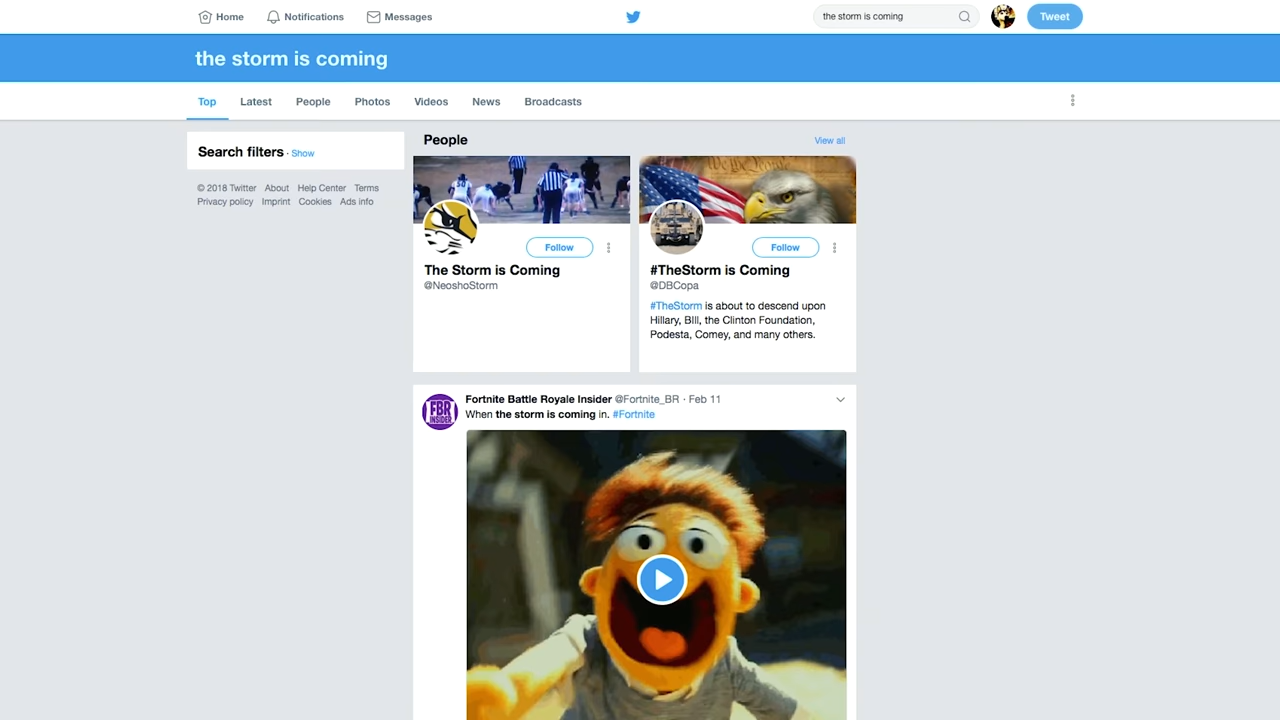 Home Notifications Messages the storm is coming Tweet
the storm is coming
Top Latest People Photos Videos News Broadcasts
Search filters · Show
© 2018 Twitter About Help Center Terms
Privacy policy Imprint Cookies Ads info
People View all
Follow
The Storm is Coming
@NeoshoStorm
Follow
#TheStorm is Coming
@DBCopa
#TheStorm is about to descend upon
Hillary, BIll, the Clinton Foundation,
Podesta, Comey, and many others.
FBR
INSIDER
Fortnite Battle Royale Insider @Fortnite_BR · Feb 11
When the storm is coming in. #Fortnite